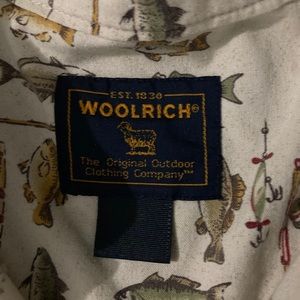 EST. 1830
WOOLRICH®
The Original Outdoor
Clothing Company™